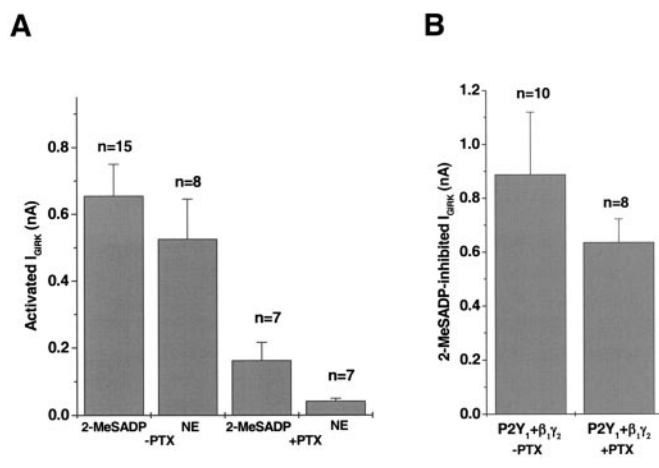 A
Activated I_GIRK (nA)
0.8
0.6
0.4
0.2
0.0
n=15
n=8
n=7
n=7
2-MeSADP NE 2-MeSADP NE
-PTX +PTX
B
2-MeSADP-inhibited I_GIRK (nA)
1.2
1.0
0.8
0.6
0.4
0.2
0.0
n=10
n=8
P2Y₁+β₁γ₂ P2Y₁+β₁γ₂
-PTX +PTX